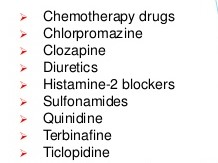 ➢ Chemotherapy drugs
➢ Chlorpromazine
➢ Clozapine
➢ Diuretics
➢ Histamine-2 blockers
➢ Sulfonamides
➢ Quinidine
➢ Terbinafine
➢ Ticlopidine